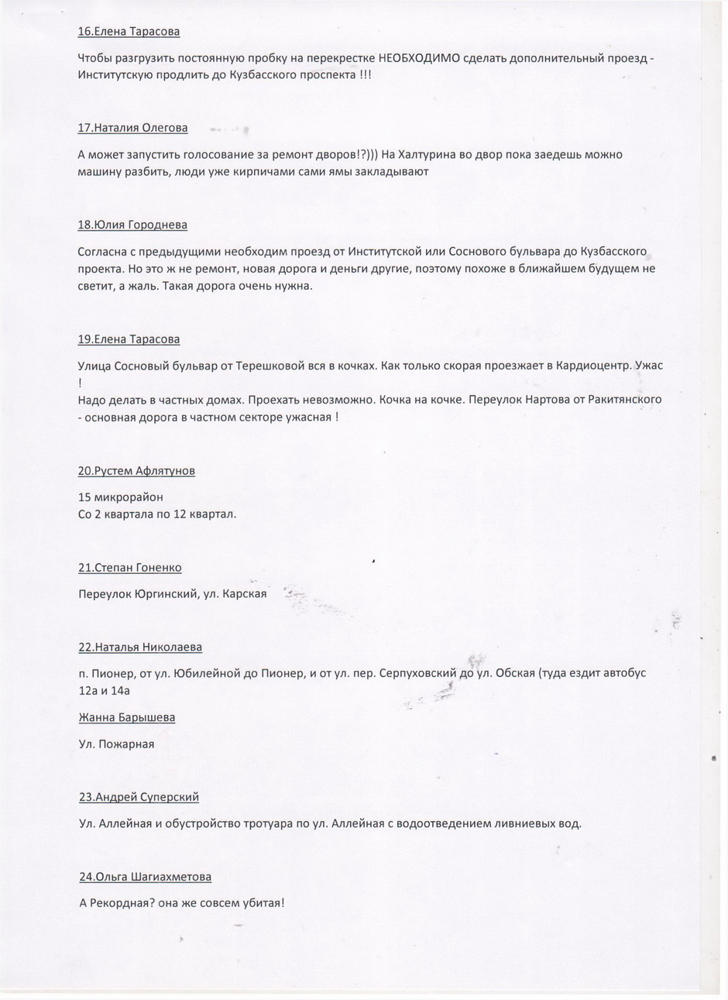 16.Елена Тарасова
Чтобы разгрузить постоянную пробку на перекрестке НЕОБХОДИМО сделать дополнительный проезд -
Институтскую продлить до Кузбасского проспекта !!!
17.Наталия Олегова
А может запустить голосование за ремонт дворов!?))) На Халтурина во двор пока заедешь можно
машину разбить, люди уже кирпичами сами ямы закладывают
18.Юлия Городнева
Согласна с предыдущими необходим проезд от Институтской или Соснового бульвара до Кузбасского
проекта. Но это ж не ремонт, новая дорога и деньги другие, поэтому похоже в ближайшем будущем не
светит, а жаль. Такая дорога очень нужна.
19.Елена Тарасова
Улица Сосновый бульвар от Терешковой вся в кочках. Как только скорая проезжает в Кардиоцентр. Ужас
!
Надо делать в частных домах. Проехать невозможно. Кочка на кочке. Переулок Нартова от Ракитянского
- основная дорога в частном секторе ужасная !
20.Рустем Афлятунов
15 микрорайон
Со 2 квартала по 12 квартал.
21.Степан Гоненко
Переулок Юргинский, ул. Карская
22.Наталья Николаева
п. Пионер, от ул. Юбилейной до Пионер, и от ул. пер. Серпуховский до ул. Обская (туда ездит автобус
12а и 14а
Жанна Барышева
Ул. Пожарная
23.Андрей Суперский
Ул. Аллейная и обустройство тротуара по ул. Аллейная с водоотведением ливниевых вод.
24.Ольга Шагиахметова
А Рекордная? она же совсем убитая!